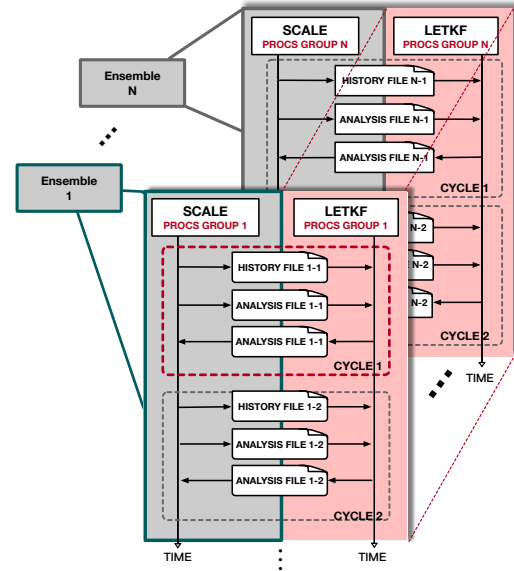 SCALE
PROCS GROUP N
LETKF
PROCS GROUP N
Ensemble
N
HISTORY FILE N-1
ANALYSIS FILE N-1
ANALYSIS FILE N-1
CYCLE 1
Ensemble
1
SCALE
PROCS GROUP 1
LETKF
PROCS GROUP 1
N-2
N-2
N-2
CYCLE 2
TIME
HISTORY FILE 1-1
ANALYSIS FILE 1-1
ANALYSIS FILE 1-1
CYCLE 1
HISTORY FILE 1-2
ANALYSIS FILE 1-2
ANALYSIS FILE 1-2
CYCLE 2
TIME
TIME